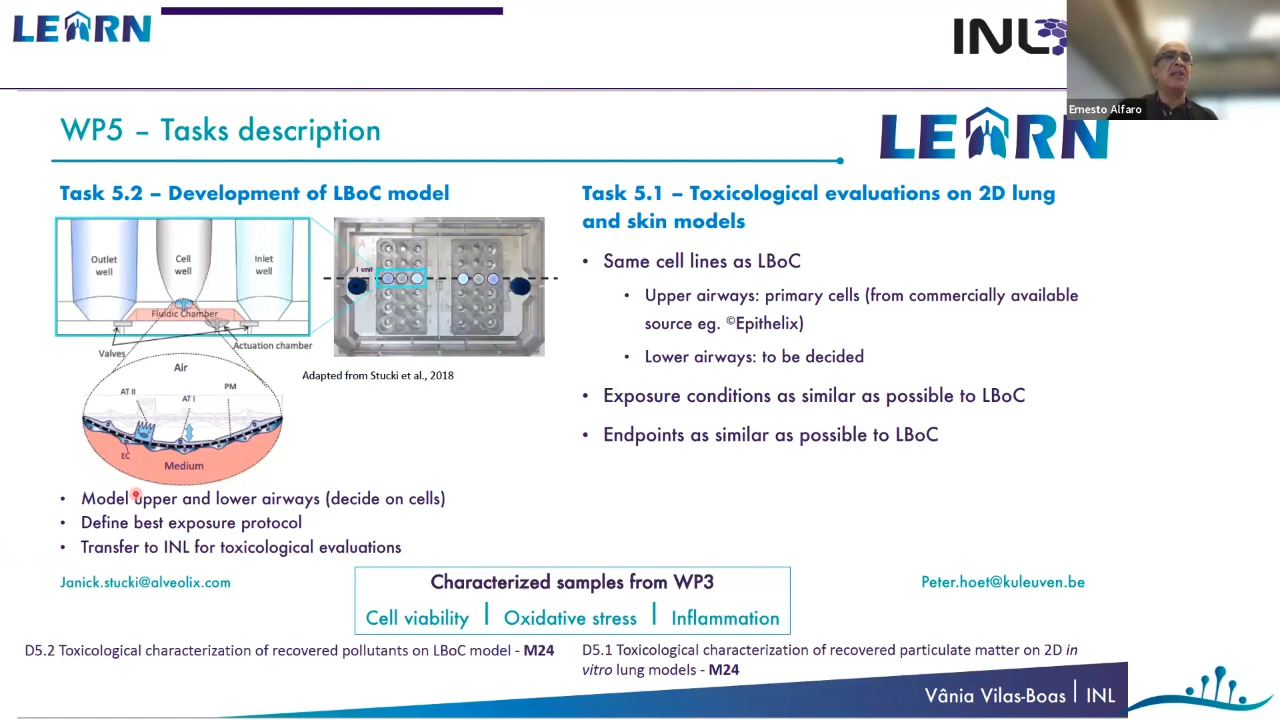 LEARN
INL
Ernesto Alfaro
WP5 – Tasks description
LEARN
Task 5.2 – Development of LBoC model
Outlet
well
Cell
well
Inlet
well
Fluidic Chamber
Valves
Actuation chamber
1 unit
Air
AT II
AT I
PM
EC
Medium
Adapted from Stucki et al., 2018
• Model upper and lower airways (decide on cells)
• Define best exposure protocol
• Transfer to INL for toxicological evaluations
Janick.stucki@alveolix.com
Task 5.1 – Toxicological evaluations on 2D lung
and skin models
• Same cell lines as LBoC
• Upper airways: primary cells (from commercially available
source eg. ©Epithelix)
• Lower airways: to be decided
• Exposure conditions as similar as possible to LBoC
• Endpoints as similar as possible to LBoC
Peter.hoet@kuleuven.be
Characterized samples from WP3
Cell viability | Oxidative stress | Inflammation
D5.2 Toxicological characterization of recovered pollutants on LBoC model - M24
D5.1 Toxicological characterization of recovered particulate matter on 2D in
vitro lung models - M24
Vânia Vilas-Boas | INL